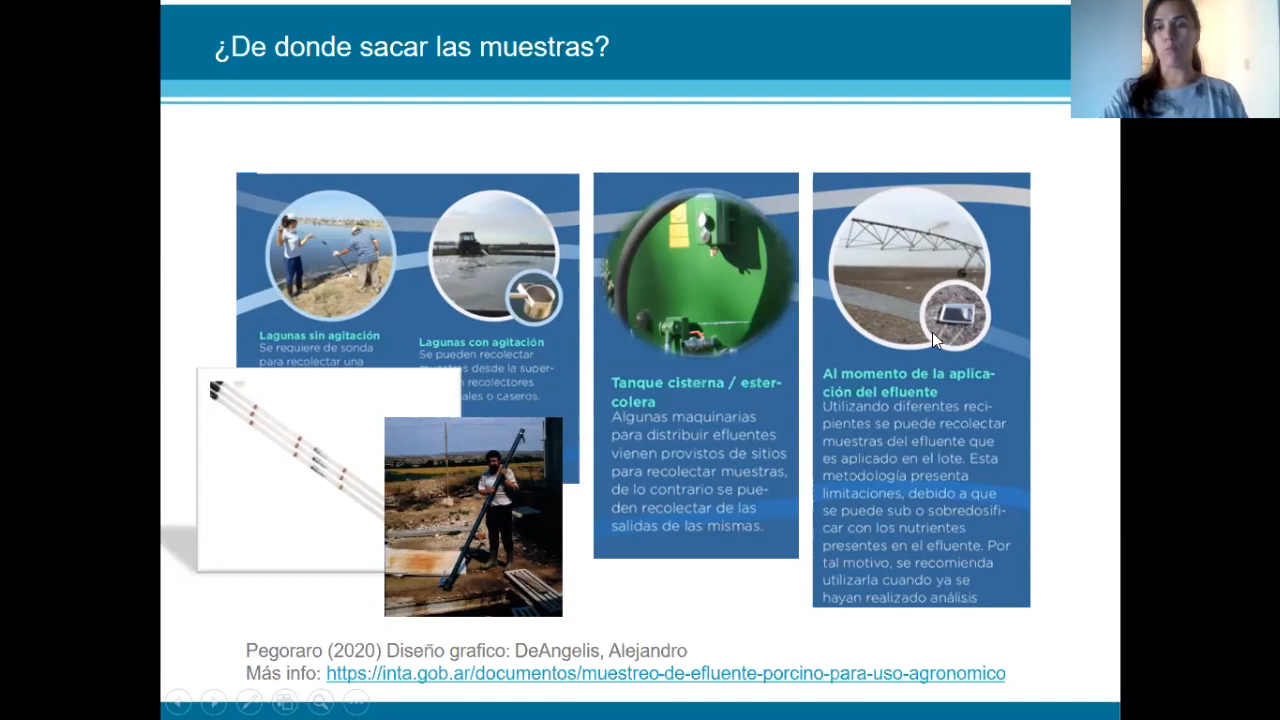 ¿De donde sacar las muestras?
Lagunas sin agitación
Se requiere de sonda
para recolectar una
Lagunas con agitación
Se pueden recolectar
desde la super-
recolectores
o caseros.
Tanque cisterna / ester-
colera
Algunas maquinarias
para distribuir efluentes
vienen provistos de sitios
para recolectar muestras,
de lo contrario se pue-
den recolectar de las
salidas de las mismas.
Al momento de la aplica-
ción del efluente
Utilizando diferentes reci-
pientes se puede recolectar
muestras del efluente que
es aplicado en el lote. Esta
metodología presenta
limitaciones, debido a que
se puede sub o sobredosifi-
car con los nutrientes
presentes en el efluente. Por
tal motivo, se recomienda
utilizarla cuando ya se
hayan realizado análisis
Pegoraro (2020) Diseño grafico: DeAngelis, Alejandro
Más info: https://inta.gob.ar/documentos/muestreo-de-efluente-porcino-para-uso-agronomico